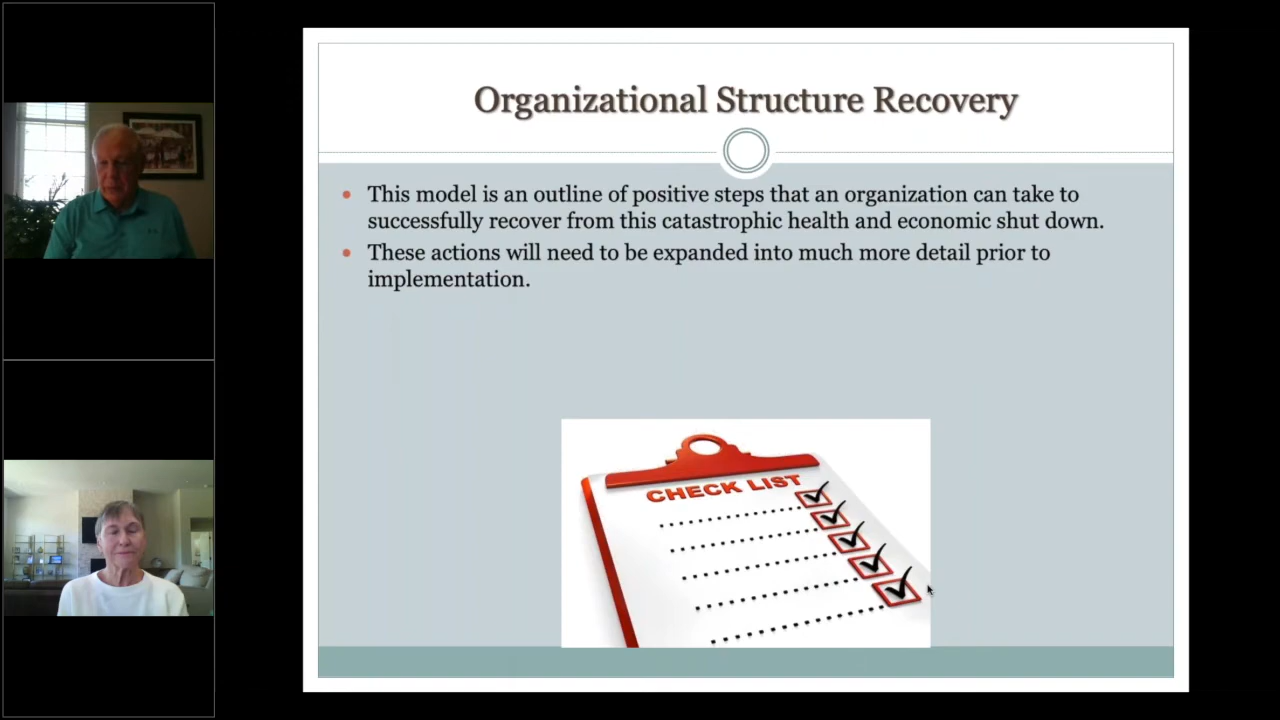 Organizational Structure Recovery
This model is an outline of positive steps that an organization can take to
successfully recover from this catastrophic health and economic shut down.
These actions will need to be expanded into much more detail prior to
implementation.
CHECK LIST